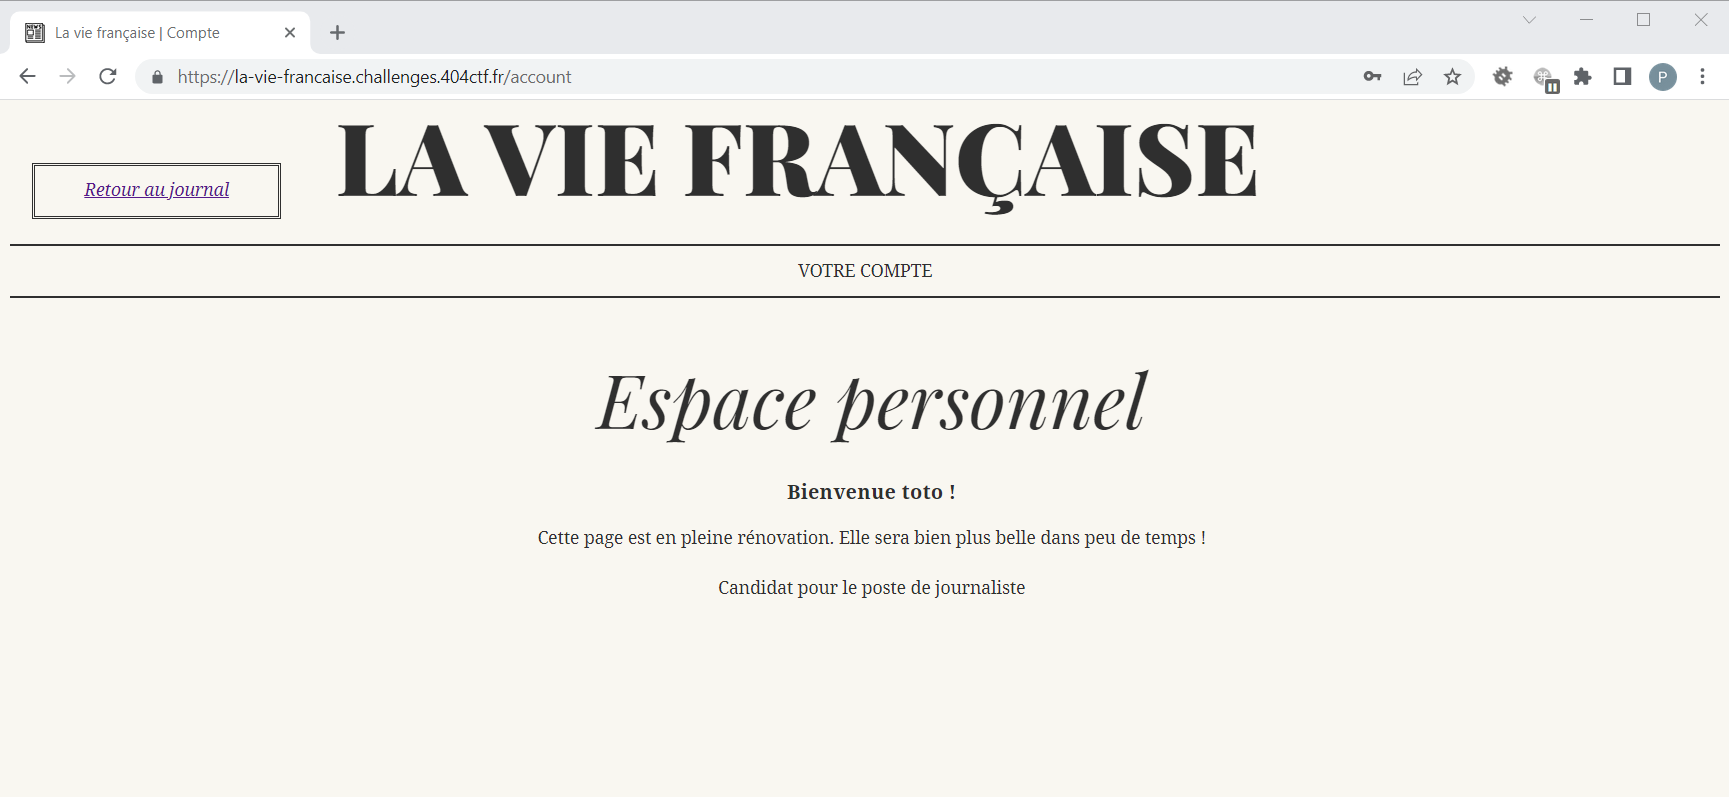 La vie française | Compte
https://la-vie-francaise.challenges.404ctf.fr/account
P
LA VIE FRANÇAISE
Retour au journal
VOTRE COMPTE
Espace personnel
Bienvenue toto !
Cette page est en pleine rénovation. Elle sera bien plus belle dans peu de temps !
Candidat pour le poste de journaliste